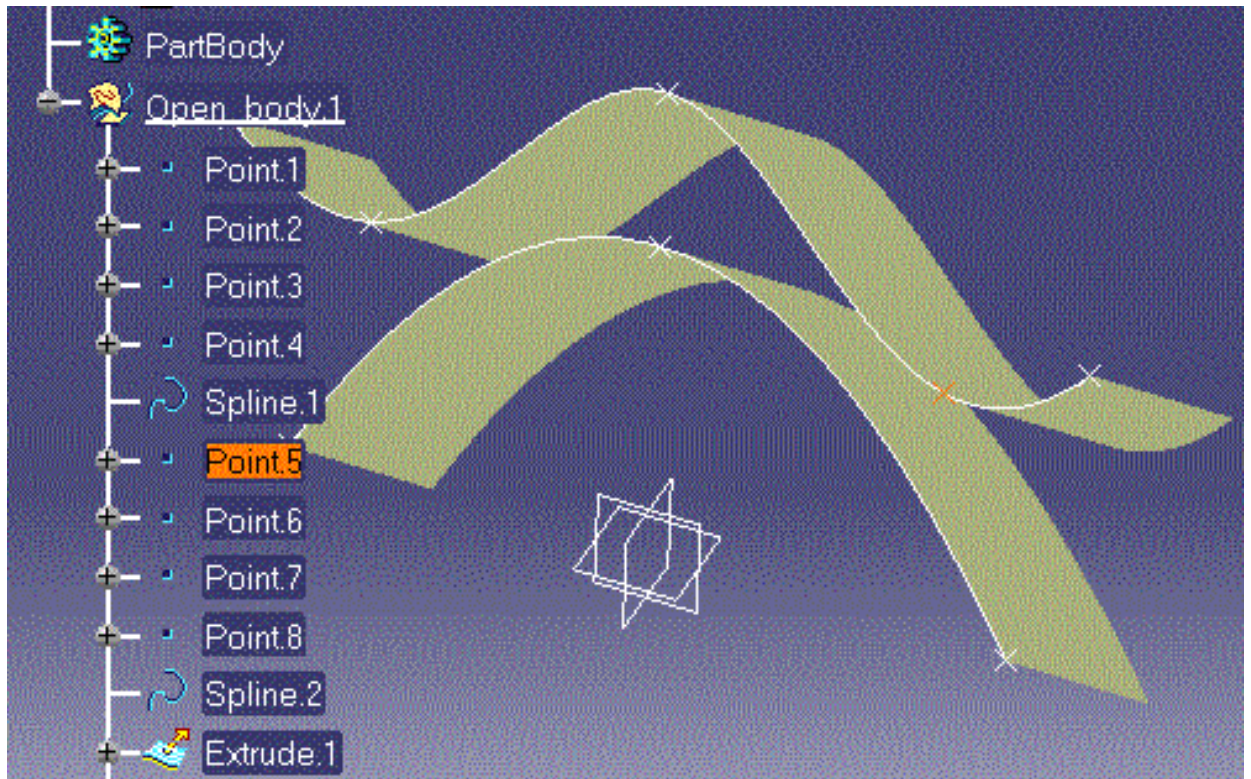 PartBody
Open_body.1
Point.1
Point.2
Point.3
Point.4
Spline.1
Point.5
Point.6
Point.7
Point.8
Spline.2
Extrude.1